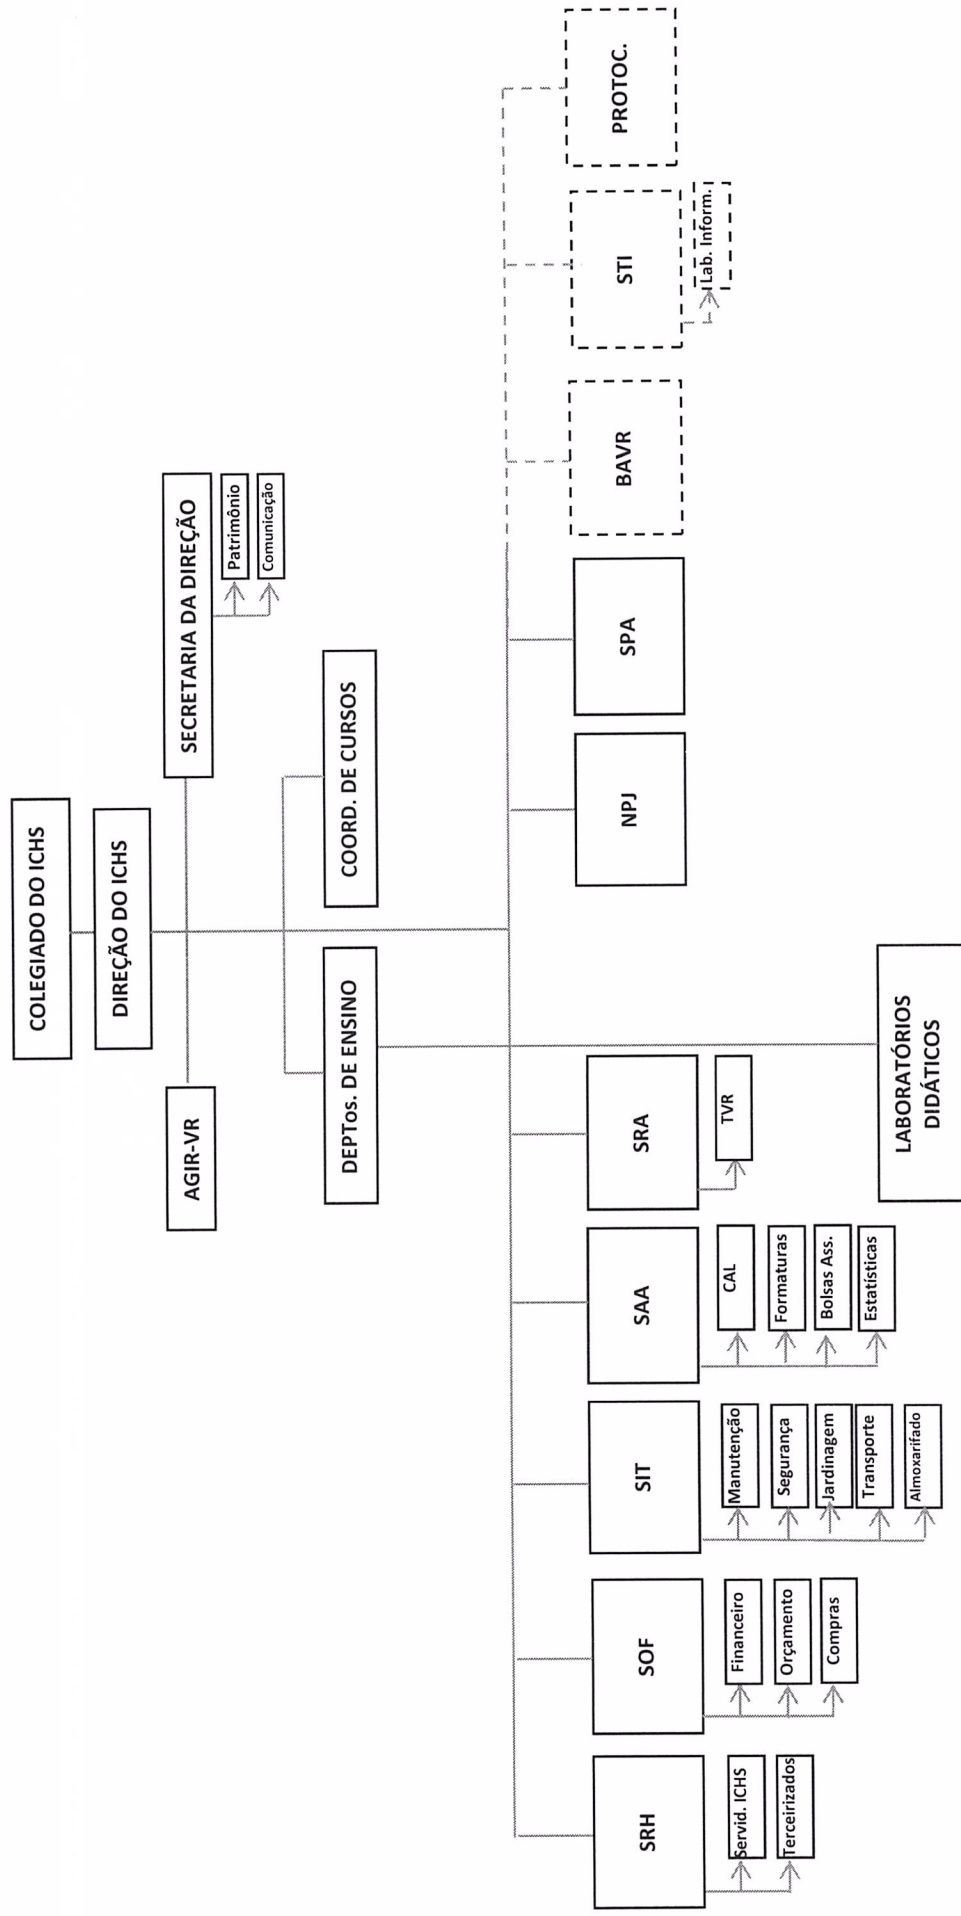 COLEGIADO DO ICHS
DIREÇÃO DO ICHS
AGIR-VR
SECRETARIA DA DIREÇÃO
Patrimônio
Comunicação
DEPTos. DE ENSINO
COORD. DE CURSOS
SRH
Servid. ICHS
Terceirizados
SOF
Financeiro
Orçamento
Compras
SIT
Manutenção
Segurança
Jardinagem
Transporte
Almoxarifado
SAA
CAL
Formaturas
Bolsas Ass.
Estatísticas
SRA
TVR
LABORATÓRIOS
DIDÁTICOS
NPJ
SPA
BAVR
STI
Lab. Inform.
PROTOC.